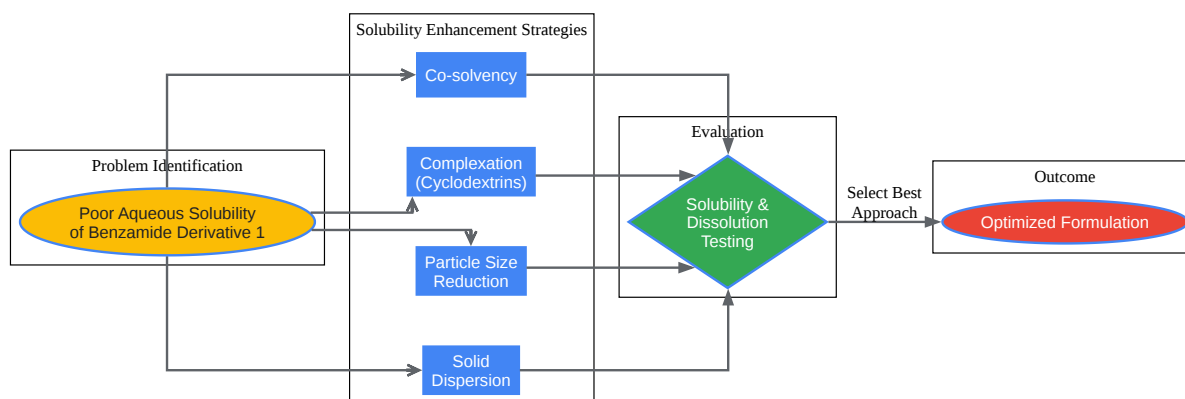 Problem Identification
Poor Aqueous Solubility
of Benzamide Derivative 1
Solubility Enhancement Strategies
Co-solvency
Complexation
(Cyclodextrins)
Particle Size
Reduction
Solid
Dispersion
Evaluation
Solubility &
Dissolution
Testing
Select Best
Approach
Outcome
Optimized Formulation